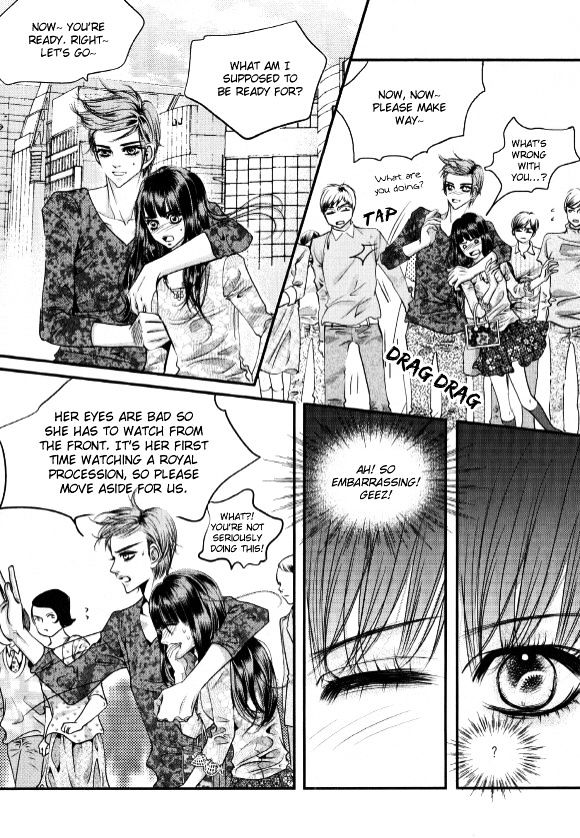 NOW~ YOU'RE
READY. RIGHT~
LET'S GO~
WHAT AM I
SUPPOSED TO
BE READY FOR?
NOW, NOW~
PLEASE MAKE
WAY~
WHAT'S
WRONG
WITH
YOU...?
What are
you doing?
TAP
DRAG DRAG
HER EYES ARE BAD SO
SHE HAS TO WATCH FROM
THE FRONT. IT'S HER FIRST
TIME WATCHING A ROYAL
PROCESSION, SO PLEASE
MOVE ASIDE FOR US.
WHAT?!
YOU'RE NOT
SERIOUSLY
DOING THIS!
AH! SO
EMBARRASSING!
GEEZ!
?